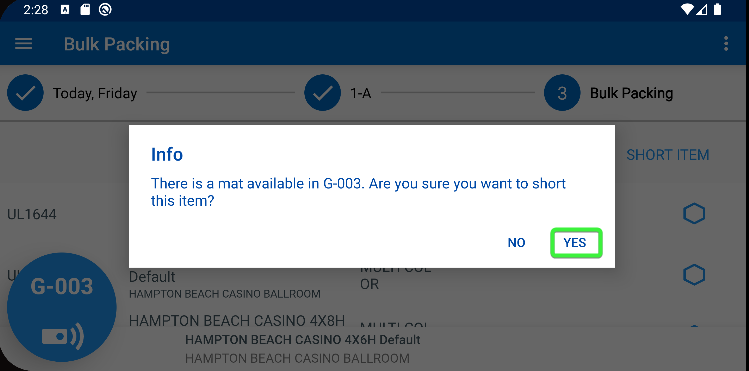 2:28
Bulk Packing
Today, Friday
1-A
3
Bulk Packing
SHORT ITEM
Info
There is a mat available in G-003. Are you sure you want to short
this item?
NO
YES
UL1644
Default
HAMPTON BEACH CASINO BALLROOM
MULTI COL
OR
G-003
HAMPTON BEACH CASINO 4X8H
MULTI COL
HAMPTON BEACH CASINO 4X6H Default
HAMPTON BEACH CASINO BALLROOM